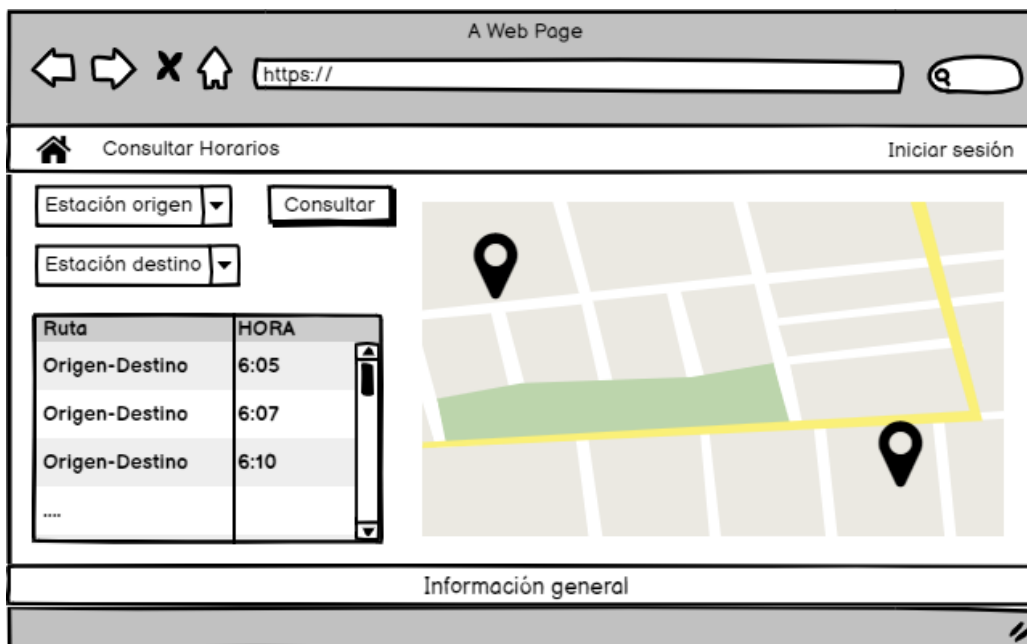 A Web Page
https://
Consultar Horarios
Iniciar sesión
Estación origen
Consultar
Estación destino
Ruta HORA
Origen-Destino 6:05
Origen-Destino 6:07
Origen-Destino 6:10
....
Información general